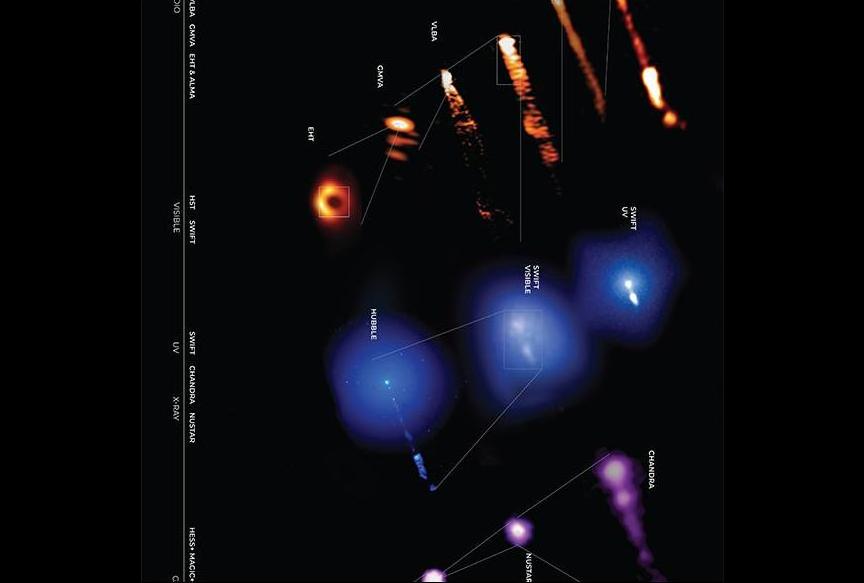 CHANDRA
SWIFT
UV
SWIFT
VISIBLE
NUSTAR
VLBA
GMVA
HUBBLE
EHT
VLBA GMVA EHT & ALMA HST SWIFT SWIFT CHANDRA NUSTAR HESS+ MAGIC+
DIO VISIBLE UV X-RAY